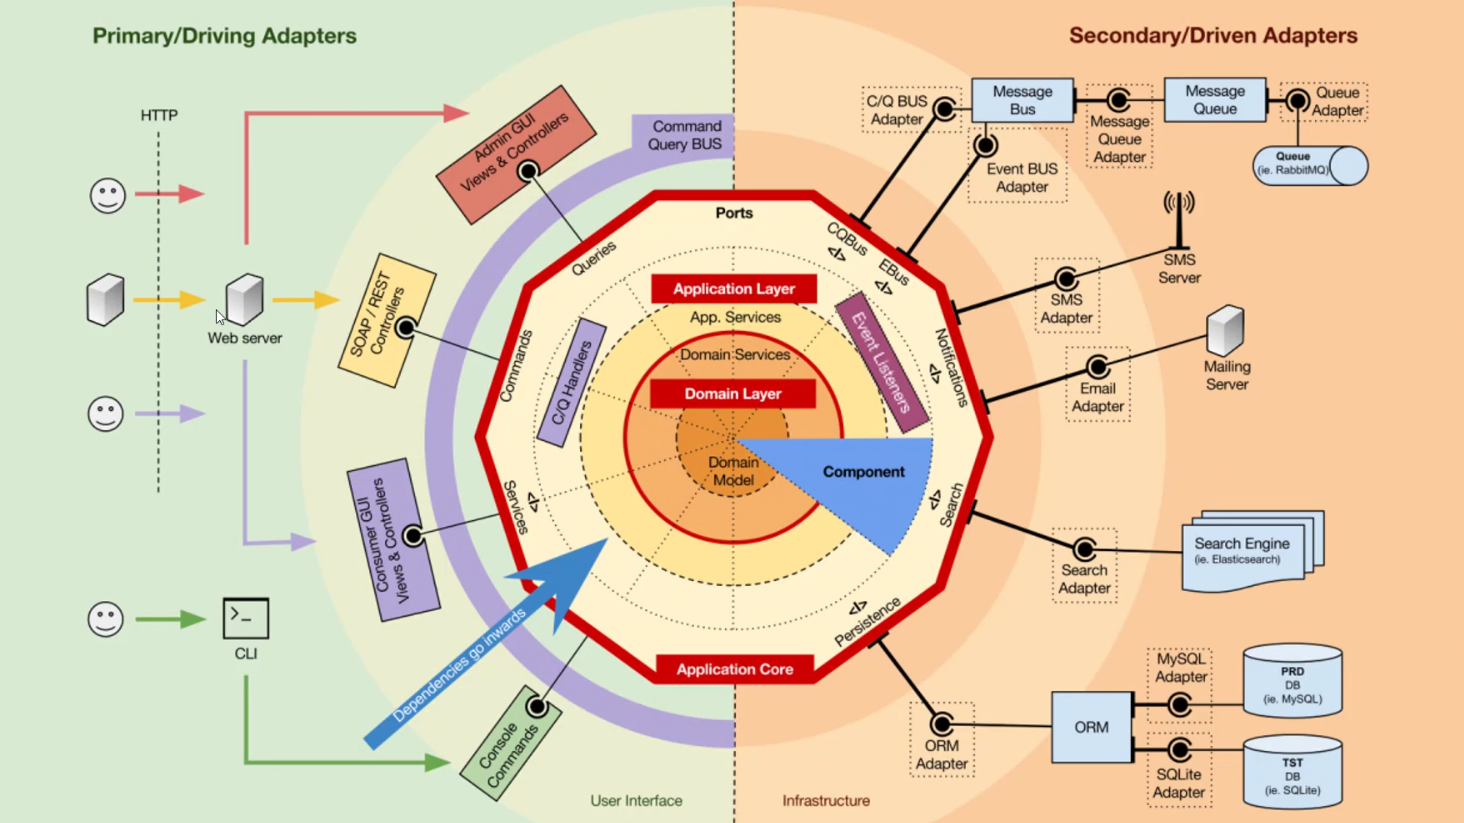 Primary/Driving Adapters
Secondary/Driven Adapters
HTTP
Web server
CLI
>_
Admin GUI
Views & Controllers
SOAP / REST
Controllers
Consumer GUI
Views & Controllers
Console
Commands
Command
Query BUS
Dependencies go inwards
User Interface
Infrastructure
Ports
Queries
Commands
Services
</>
CQBus
</>
EBus
</>
Notifications
</>
Search
</>
Persistence
</>
Application Layer
App. Services
Domain Services
Domain Layer
Domain
Model
C/Q Handlers
Event Listeners
Component
Application Core
C/Q BUS
Adapter
Message
Bus
Message
Queue
Adapter
Message
Queue
Queue
Adapter
Event BUS
Adapter
Queue
(ie. RabbitMQ)
SMS
Server
SMS
Adapter
Mailing
Server
Email
Adapter
Search Engine
(ie. Elasticsearch)
Search
Adapter
ORM
Adapter
ORM
MySQL
Adapter
PRD
DB
(ie. MySQL)
SQLite
Adapter
TST
DB
(ie. SQLite)